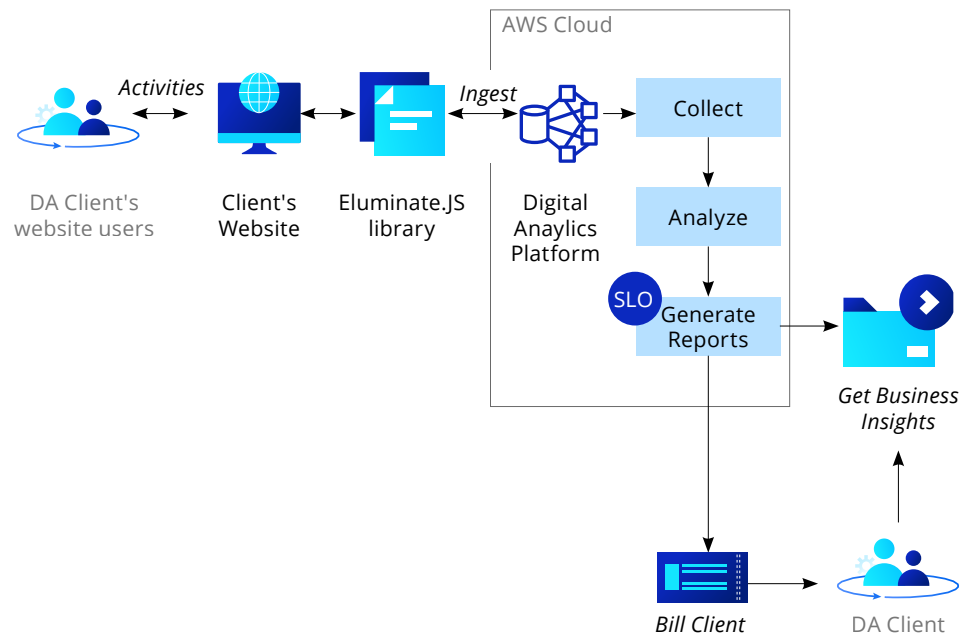 AWS Cloud
Activities
Ingest
Collect
DA Client's
website users
Client's
Website
Eluminate.JS
library
Digital
Anaylics
Platform
Analyze
SLO
Generate
Reports
Get Business
Insights
Bill Client
DA Client